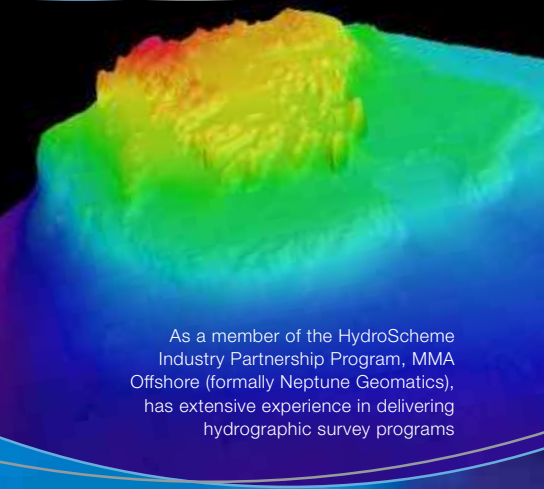 As a member of the HydroScheme
Industry Partnership Program, MMA
Offshore (formally Neptune Geomatics),
has extensive experience in delivering
hydrographic survey programs